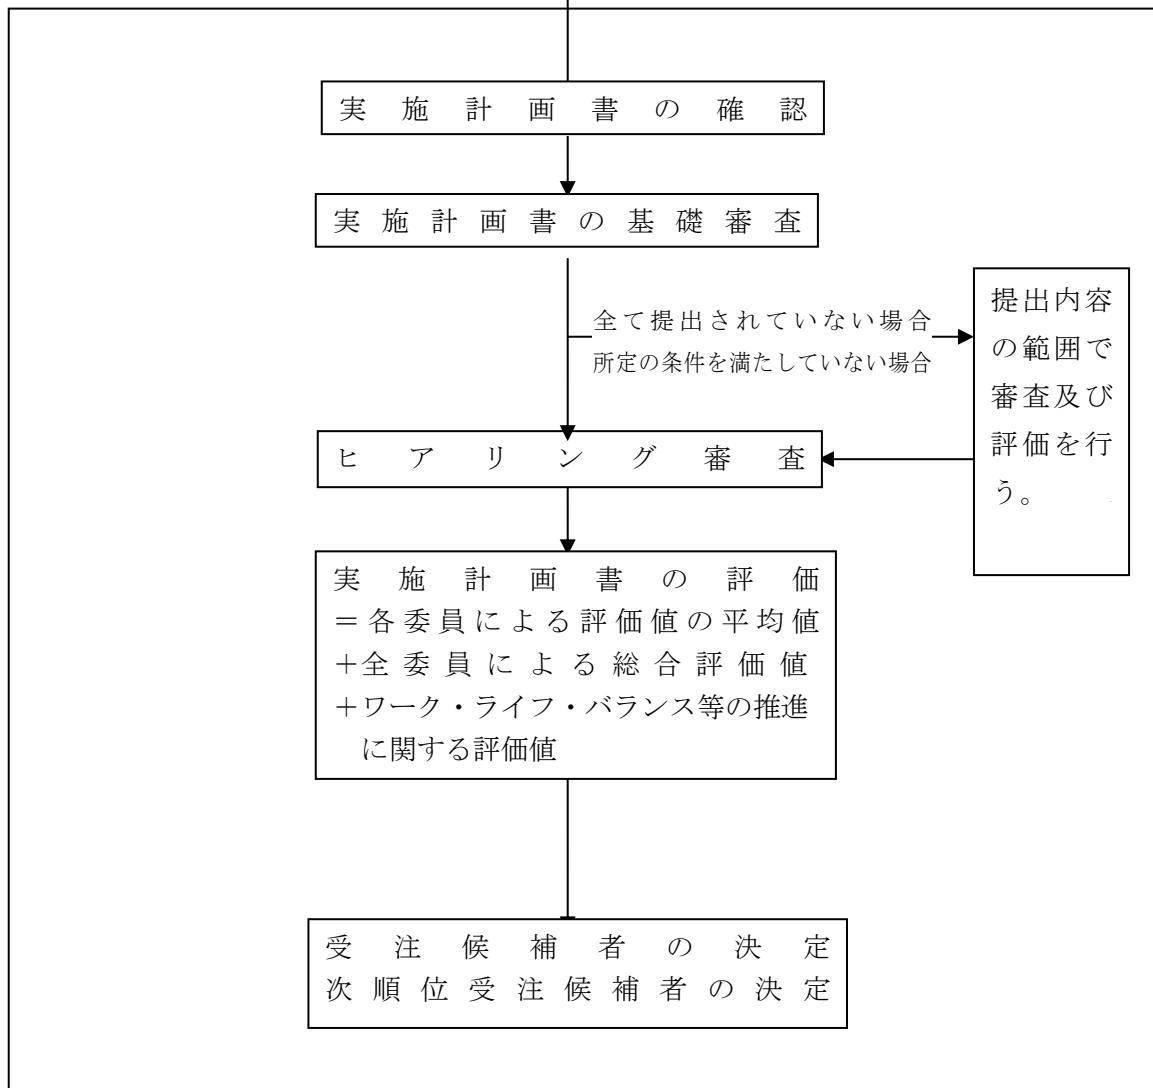 実施計画書の確認
実施計画書の基礎審査
全て提出されていない場合
所定の条件を満たしていない場合
提出内容
の範囲で
審査及び
評価を行
う。
ヒアリング審査
実施計画書の評価
＝各委員による評価値の平均値
＋全委員による総合評価値
＋ワーク・ライフ・バランス等の推進
に関する評価値
受注候補者の決定
次順位受注候補者の決定